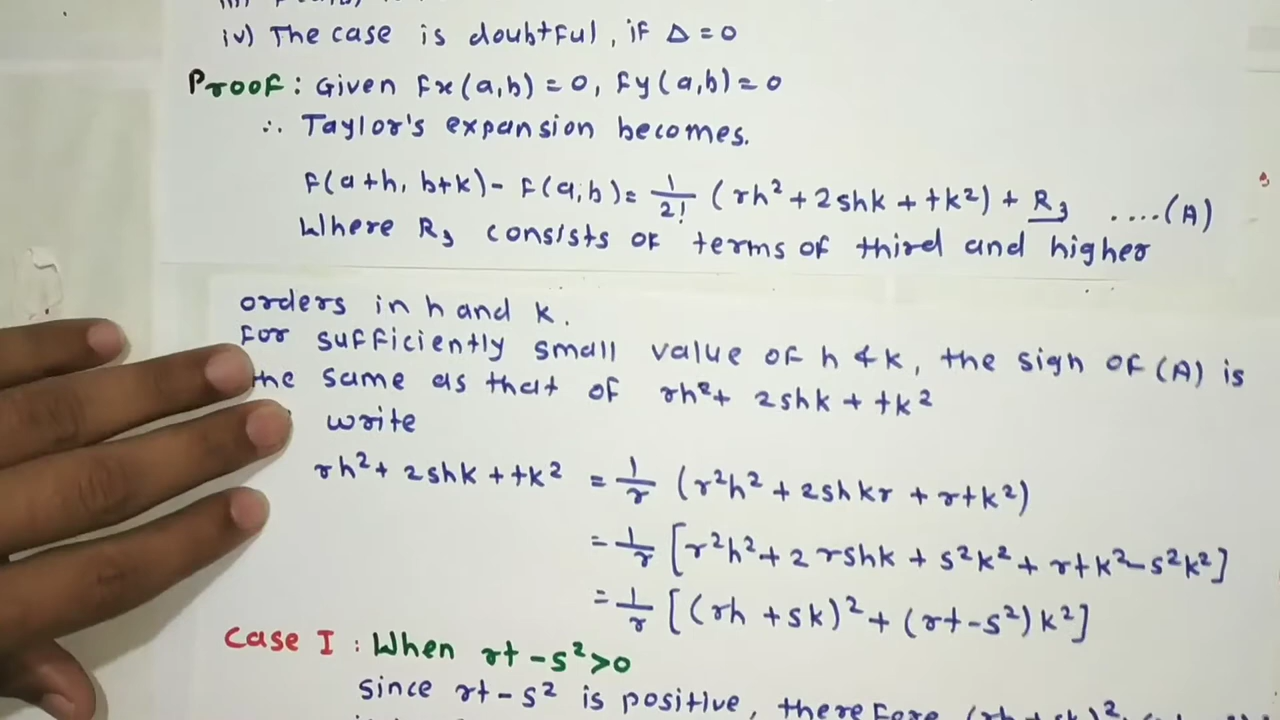 iv) The case is doubtful, if Δ = 0
Proof: Given fx(a,b) = 0, fy(a,b) = 0
∴ Taylor's expansion becomes.
f(a+h, b+k) - f(a,b) = 1/2! (rh² + 2shk + tk²) + R₃ ....(A)
Where R₃ consists of terms of third and higher
orders in h and k.
For sufficiently small value of h & k, the sign of (A) is
the same as that of rh² + 2shk + tk²
write
rh² + 2shk + tk² = 1/r (r²h² + 2shkr + rtk²)
= 1/r [r²h² + 2rshk + s²k² + rtk² - s²k²]
= 1/r [(rh + sk)² + (rt - s²)k²]
Case I : When rt - s² > 0
since rt - s² is positive, therefore (rh + sk)²